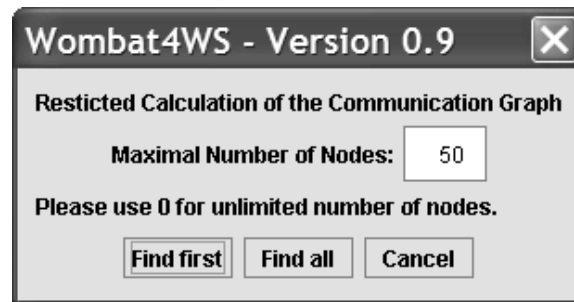 Wombat4WS - Version 0.9
Resticted Calculation of the Communication Graph
Maximal Number of Nodes: 50
Please use 0 for unlimited number of nodes.
Find first Find all Cancel